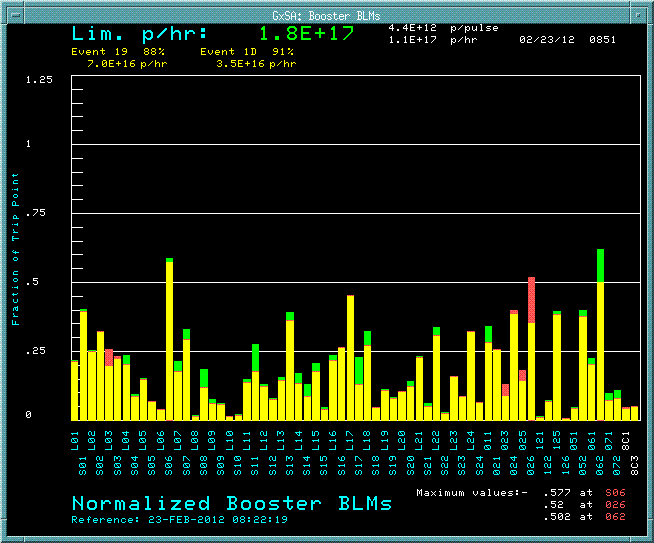 GxSA: Booster BLMs
Lim. p/hr: 1.8E+17 4.4E+12 p/pulse
1.1E+17 p/hr 02/23/12 0851
Event 19 88% Event 1D 91%
7.0E+16 p/hr 3.5E+16 p/hr
1.25
1
.75
.5
.25
0
Fraction of Trip Point
L01 L02 L03 L04 L05 L06 L07 L08 L09 L10 L11 L12 L13 L14 L15 L16 L17 L18 L19 L20 L21 L22 L23 L24 011 023 025 121 125 051 061 071 8C1
S01 S02 S03 S04 S05 S06 S07 S08 S09 S10 S11 S12 S13 S14 S15 S16 S17 S18 S19 S20 S21 S22 S23 S24 021 024 026 122 126 052 062 072 8C3
Normalized Booster BLMs
Reference: 23-FEB-2012 08:22:19
Maximum values:- .577 at S06
.52 at 026
.502 at 062